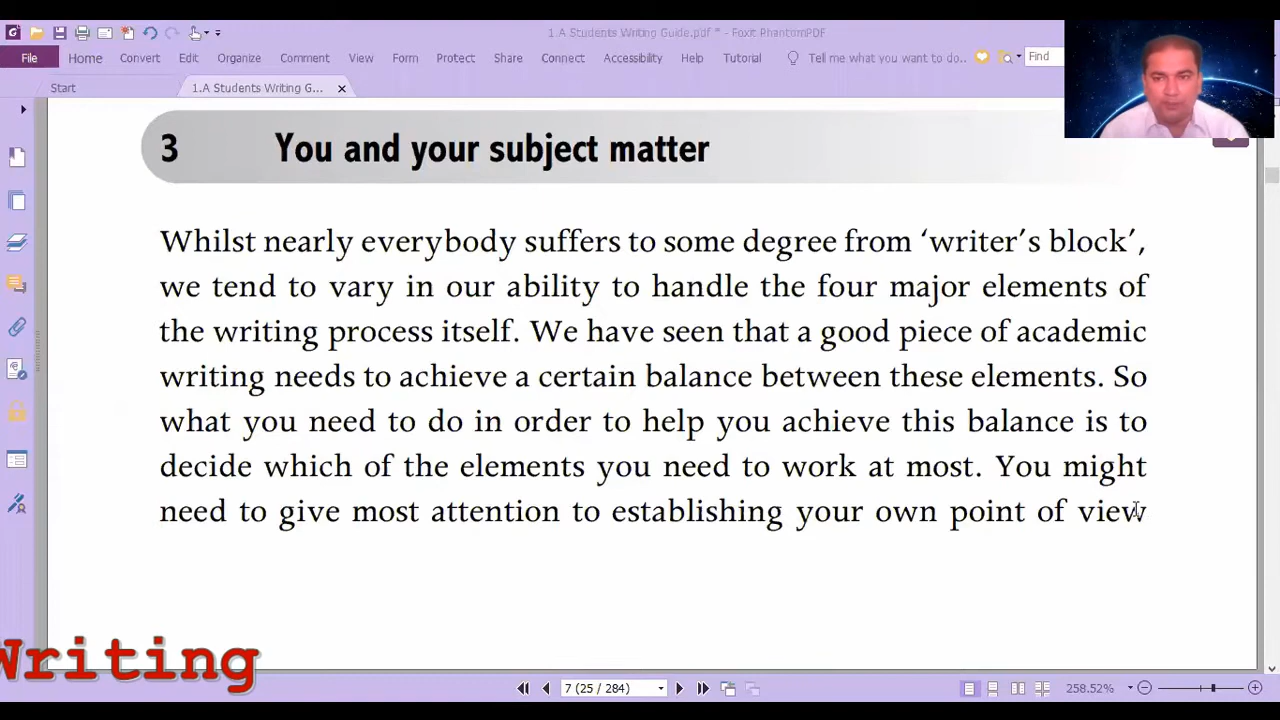 1.A Students Writing Guide.pdf * - Foxit PhantomPDF
File Home Convert Edit Organize Comment View Form Protect Share Connect Accessibility Help Tutorial Tell me what you want to do.. Find
Start 1.A Students Writing G...
3 You and your subject matter
Whilst nearly everybody suffers to some degree from ‘writer’s block’,
we tend to vary in our ability to handle the four major elements of
the writing process itself. We have seen that a good piece of academic
writing needs to achieve a certain balance between these elements. So
what you need to do in order to help you achieve this balance is to
decide which of the elements you need to work at most. You might
need to give most attention to establishing your own point of view
Writing
7 (25 / 284) 258.52%